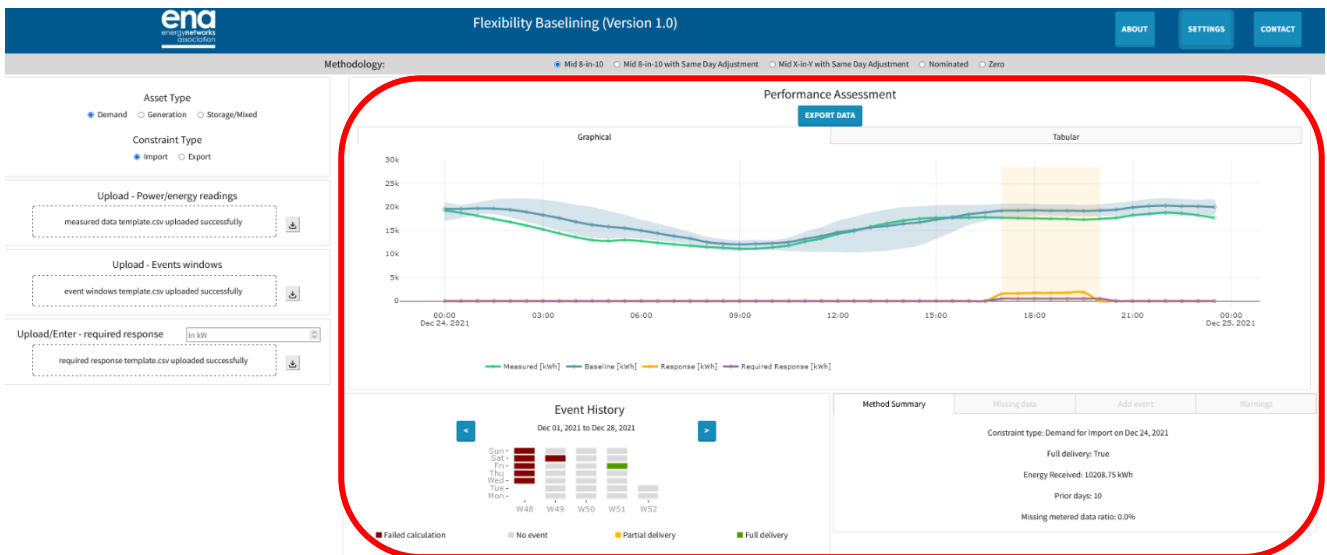 ena
energynetworks
association
Flexibility Baselining (Version 1.0)
ABOUT
SETTINGS
CONTACT
Methodology:
Mid 8-in-10
Mid 8-in-10 with Same Day Adjustment
Mid X-in-Y with Same Day Adjustment
Nominated
Zero
Asset Type
Demand
Generation
Storage/Mixed
Constraint Type
Import
Export
Upload - Power/energy readings
measured data template.csv uploaded successfully
Upload - Events windows
event windows template.csv uploaded successfully
Upload/Enter - required response
in kW
required response template.csv uploaded successfully
Performance Assessment
EXPORT DATA
Graphical
Tabular
30k
25k
20k
15k
10k
5k
0
00:00
Dec 24, 2021
03:00
06:00
09:00
12:00
15:00
18:00
21:00
00:00
Dec 25, 2021
Measured [kWh]
Baseline [kWh]
Response [kWh]
Required Response [kWh]
Event History
<
Dec 01, 2021 to Dec 28, 2021
>
Sun
Sat
Fri
Thu
Wed
Tue
Mon
W48
W49
W50
W51
W52
Failed calculation
No event
Partial delivery
Full delivery
Method Summary
Missing data
Add event
Warnings
Constraint type: Demand for Import on Dec 24, 2021
Full delivery: True
Energy Received: 10208.75 kWh
Prior days: 10
Missing metered data ratio: 0.0%